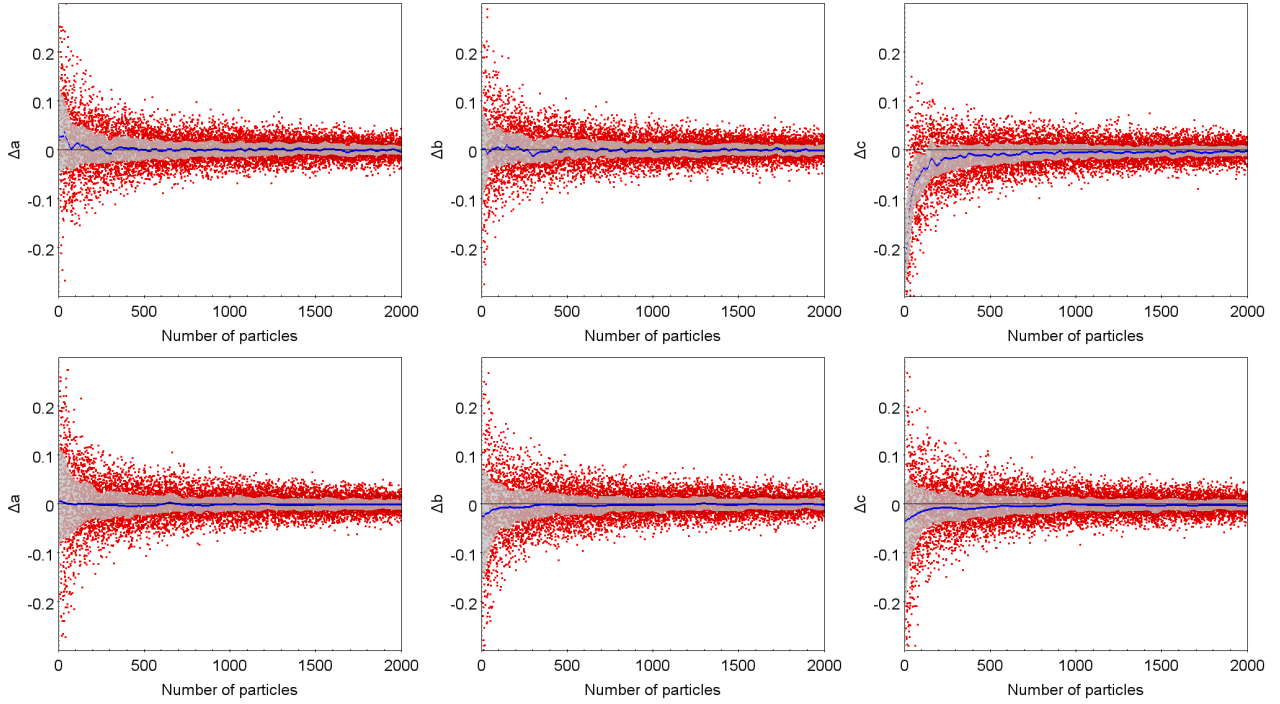 0.2 0.2 0.2
0.1 0.1 0.1
Δa 0 Δb 0 Δc 0
-0.1 -0.1 -0.1
-0.2 -0.2 -0.2
0 500 1000 1500 2000 0 500 1000 1500 2000 0 500 1000 1500 2000
Number of particles Number of particles Number of particles
0.2 0.2 0.2
0.1 0.1 0.1
Δa 0 Δb 0 Δc 0
-0.1 -0.1 -0.1
-0.2 -0.2 -0.2
0 500 1000 1500 2000 0 500 1000 1500 2000 0 500 1000 1500 2000
Number of particles Number of particles Number of particles